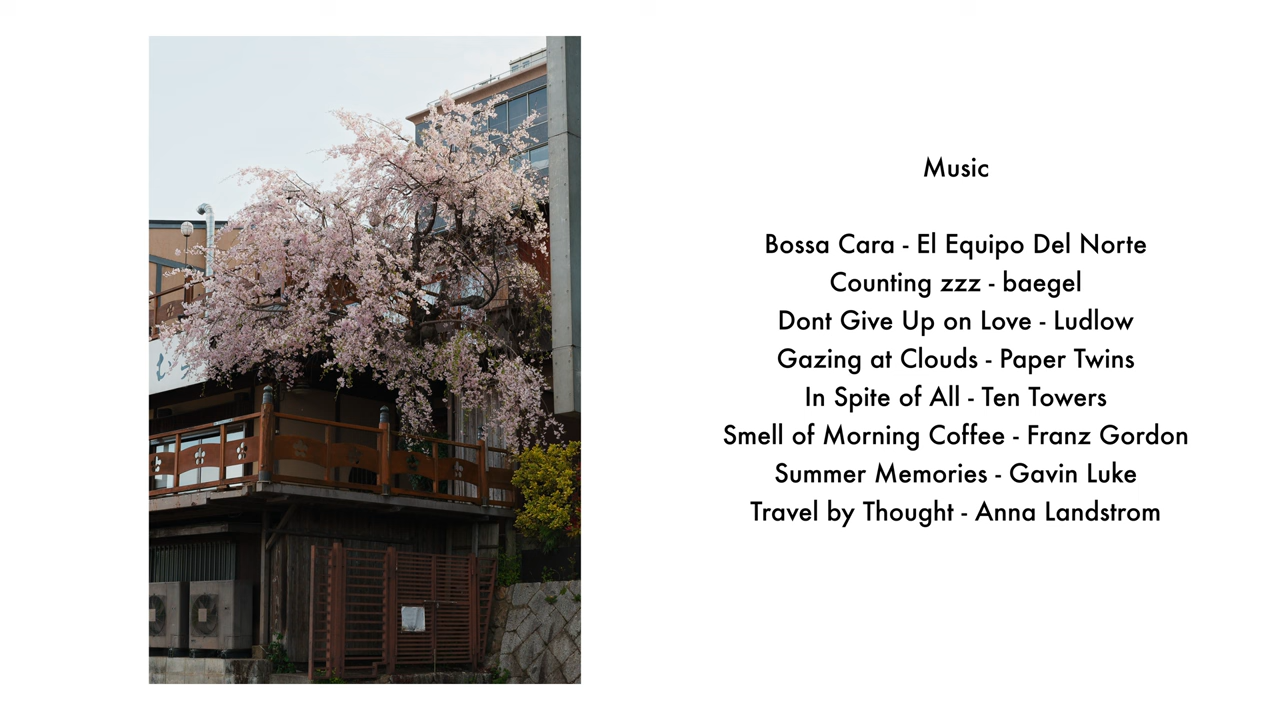 Music
Bossa Cara - El Equipo Del Norte
Counting zzz - baegel
Dont Give Up on Love - Ludlow
Gazing at Clouds - Paper Twins
In Spite of All - Ten Towers
Smell of Morning Coffee - Franz Gordon
Summer Memories - Gavin Luke
Travel by Thought - Anna Landstrom